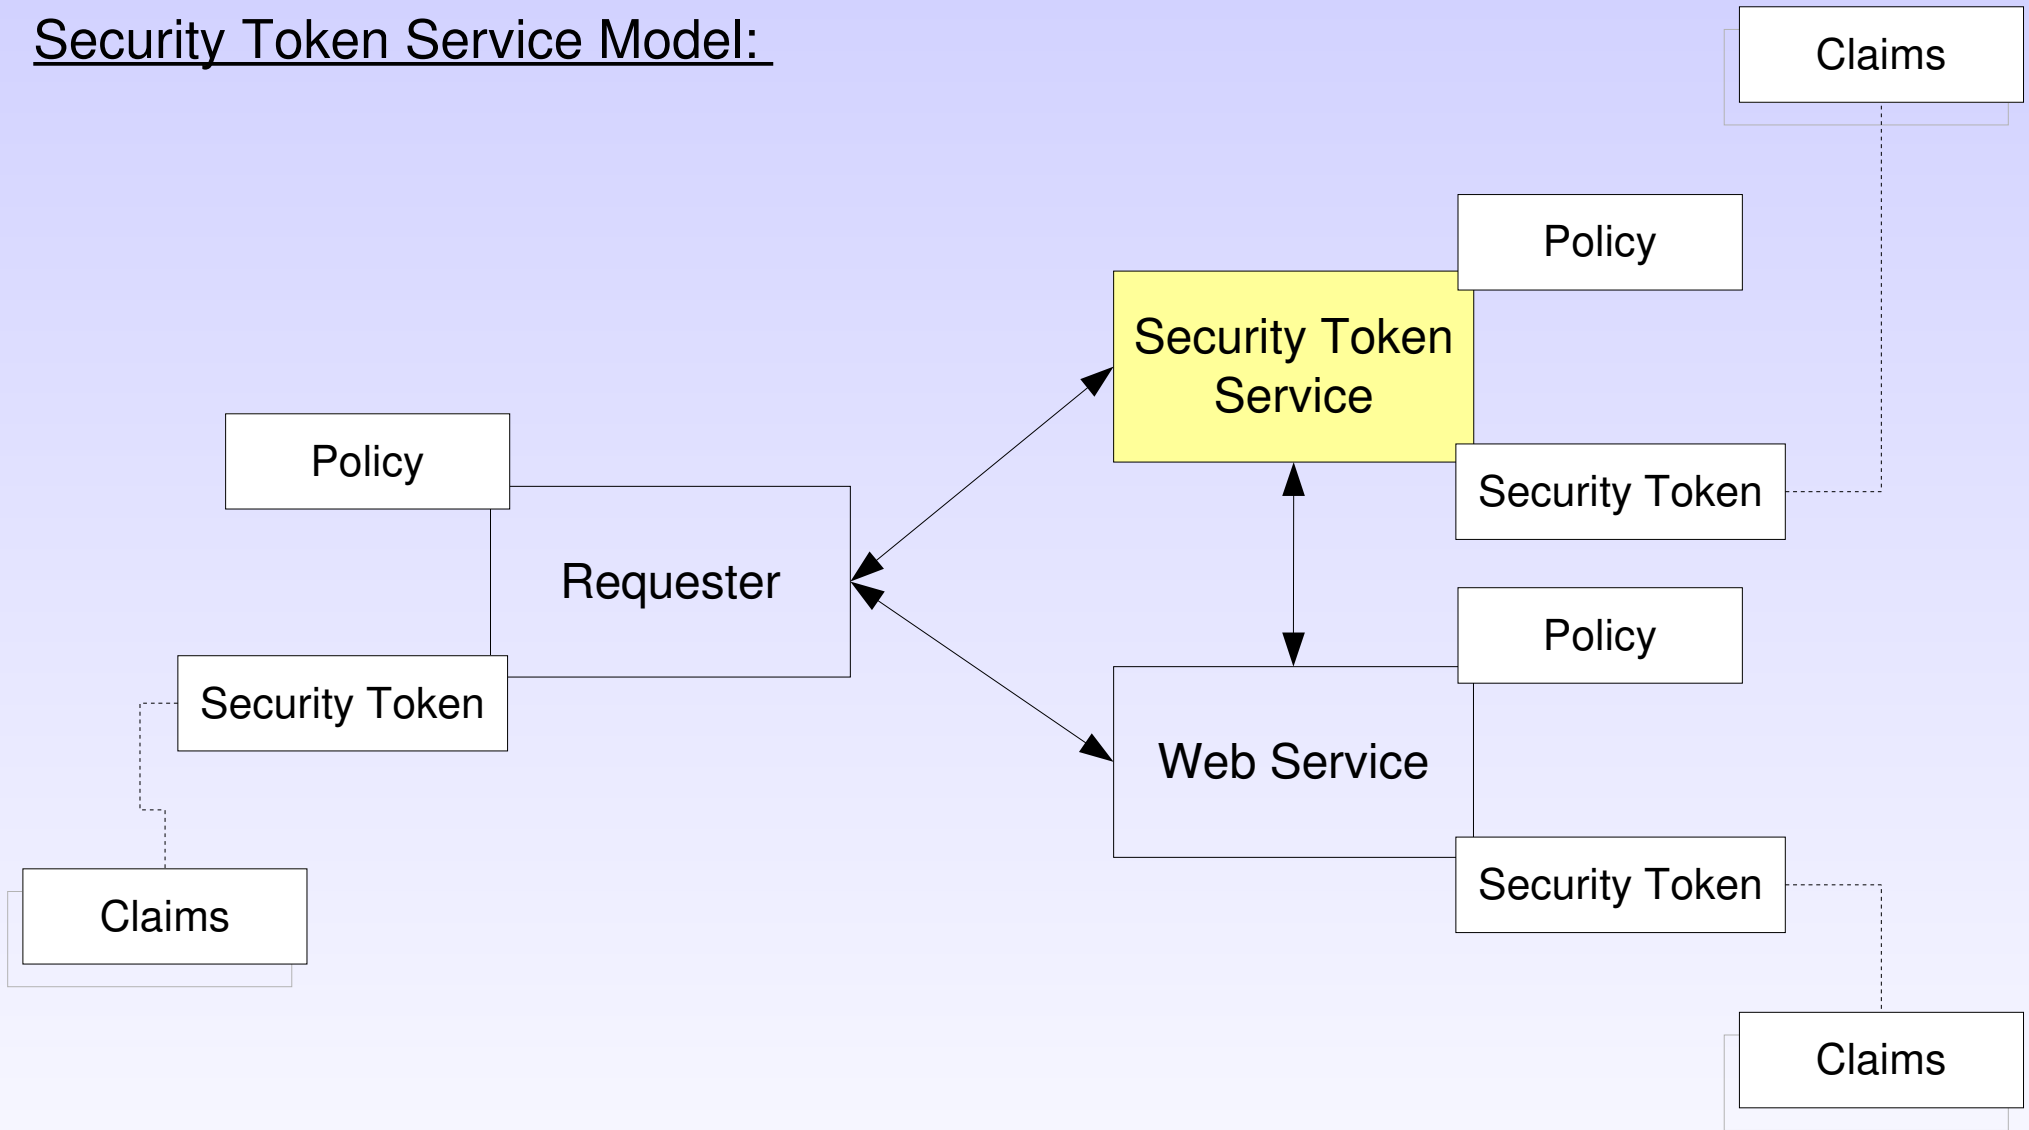 Security Token Service Model:
Claims
Policy
Security Token
Service
Security Token
Policy
Requester
Security Token
Claims
Policy
Web Service
Security Token
Claims